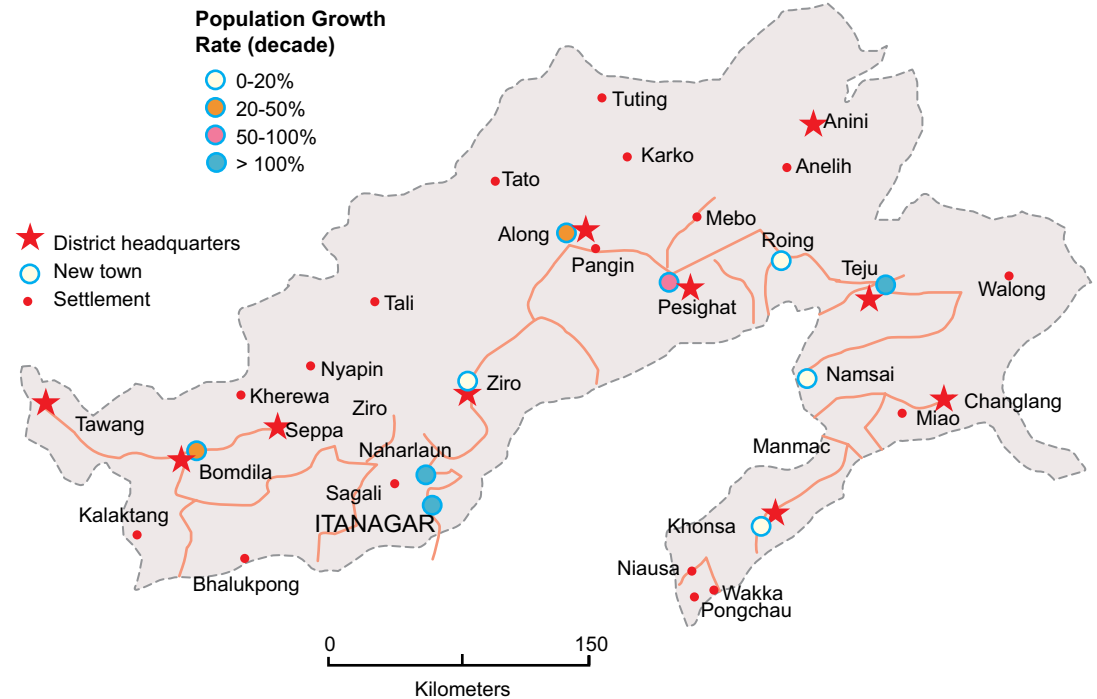 Population Growth
Rate (decade)
0-20%
20-50%
50-100%
> 100%
District headquarters
New town
Settlement
Tuting
Anini
Karko
Anelih
Tato
Mebo
Along
Roing
Pangin
Teju
Walong
Pesighat
Tali
Nyapin
Ziro
Namsai
Kherewa
Changlang
Ziro
Miao
Tawang
Seppa
Naharlaun
Manmac
Bomdila
Sagali
Kalaktang
ITANAGAR
Khonsa
Niausa
Bhalukpong
Wakka
Pongchau
0
150
Kilometers